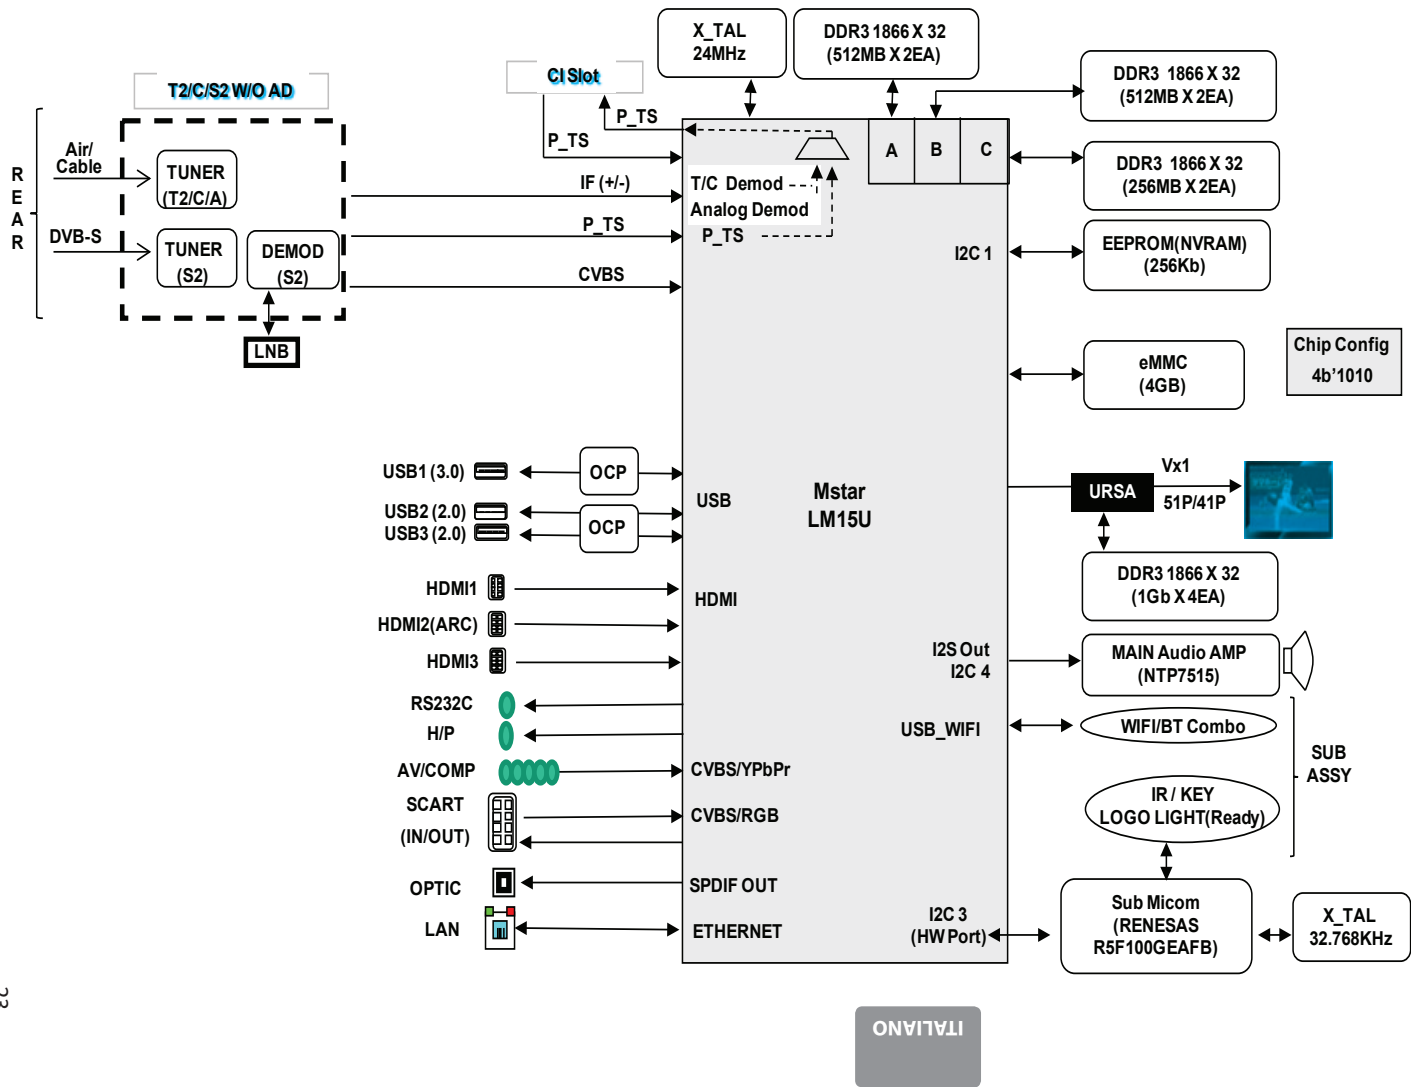 X_TAL
24MHz
DDR3 1866 X 32
(512MB X 2EA)
DDR3 1866 X 32
(512MB X 2EA)
CI Slot
T2/C/S2 W/O AD
P_TS
P_TS
A B C
DDR3 1866 X 32
(256MB X 2EA)
REAR
Air/
Cable
TUNER
(T2/C/A)
IF (+/-)
T/C Demod
Analog Demod
P_TS
P_TS
DVB-S
TUNER
(S2)
DEMOD
(S2)
CVBS
I2C 1
EEPROM(NVRAM)
(256Kb)
LNB
eMMC
(4GB)
Chip Config
4b'1010
USB1 (3.0)
OCP
USB
USB2 (2.0)
USB3 (2.0)
OCP
Mstar
LM15U
URSA
Vx1
51P/41P
DDR3 1866 X 32
(1Gb X 4EA)
HDMI1
HDMI
HDMI2(ARC)
HDMI3
I2S Out
I2C 4
MAIN Audio AMP
(NTP7515)
RS232C
H/P
USB_WIFI
WIFI/BT Combo
SUB
ASSY
AV/COMP
CVBS/YPbPr
SCART
(IN/OUT)
CVBS/RGB
IR / KEY
LOGO LIGHT(Ready)
OPTIC
SPDIF OUT
LAN
ETHERNET
I2C 3
(HW Port)
Sub Micom
(RENESAS
R5F100GEAFB)
X_TAL
32.768KHz
ITALIANO